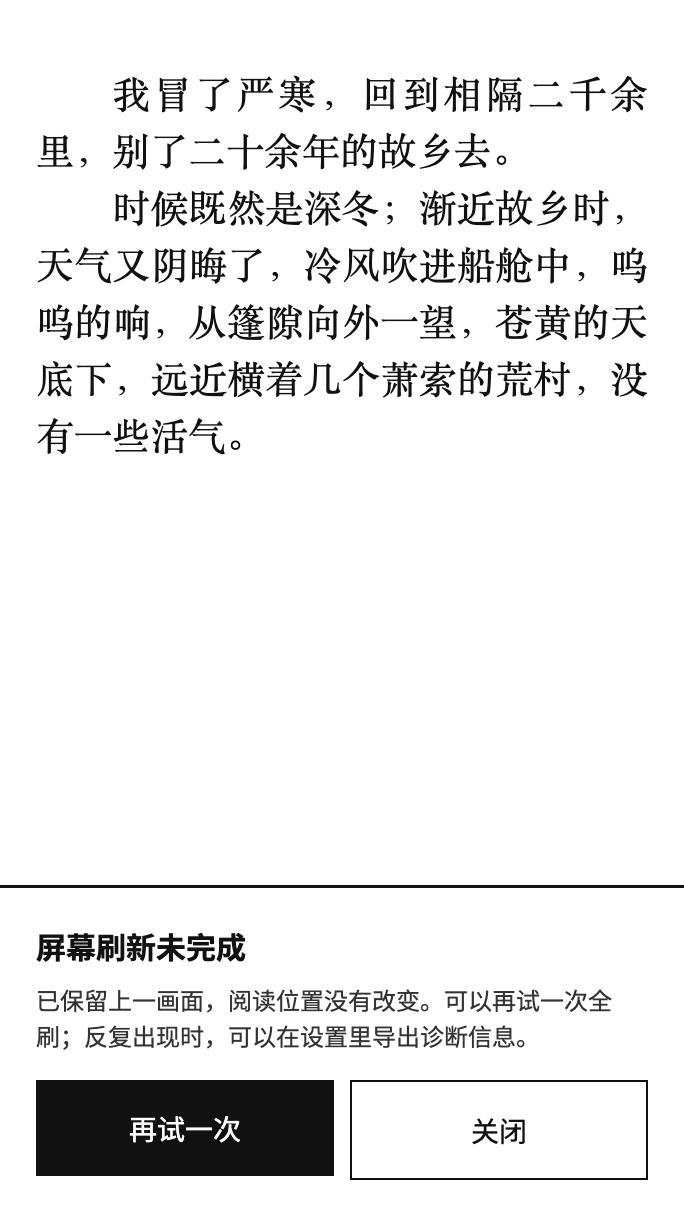 我冒了严寒，回到相隔二千余
里，别了二十余年的故乡去。
时候既然是深冬；渐近故乡时，
天气又阴晦了，冷风吹进船舱中，呜
呜的响，从篷隙向外一望，苍黄的天
底下，远近横着几个萧索的荒村，没
有一些活气。
屏幕刷新未完成
已保留上一画面，阅读位置没有改变。可以再试一次全
刷；反复出现时，可以在设置里导出诊断信息。
再试一次
关闭